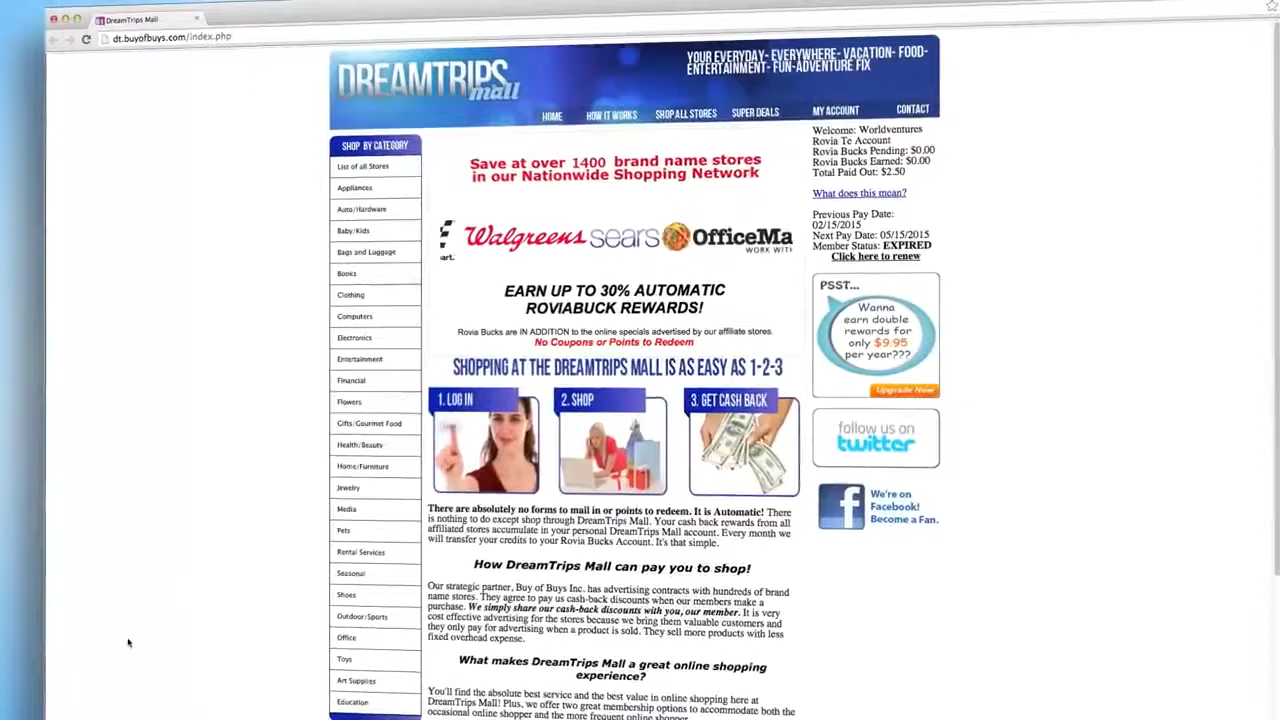 DreamTrips Mall
dt.buyofbuys.com/index.php
DREAMTRIPS
mall
YOUR EVERYDAY- EVERYWHERE- VACATION- FOOD-
ENTERTAINMENT- FUN-ADVENTURE FIX
HOME HOW IT WORKS SHOP ALL STORES SUPER DEALS MY ACCOUNT CONTACT
SHOP BY CATEGORY
List of all Stores
Appliances
Auto/Hardware
Baby/Kids
Bags and Luggage
Books
Clothing
Computers
Electronics
Entertainment
Financial
Flowers
Gifts/Gourmet Food
Health/Beauty
Home/Furniture
Jewelry
Media
Pets
Rental Services
Seasonal
Shoes
Outdoor/Sports
Office
Toys
Art Supplies
Education
Save at over 1400 brand name stores
in our Nationwide Shopping Network
art.
Walgreens sears OfficeMa
WORK WITH
EARN UP TO 30% AUTOMATIC
ROVIABUCK REWARDS!
Rovia Bucks are IN ADDITION to the online specials advertised by our affiliate stores.
No Coupons or Points to Redeem
SHOPPING AT THE DREAMTRIPS MALL IS AS EASY AS 1-2-3
1. LOG IN 2. SHOP 3. GET CASH BACK
There are absolutely no forms to mail in or points to redeem. It is Automatic! There
is nothing to do except shop through DreamTrips Mall. Your cash back rewards from all
affiliated stores accumulate in your personal DreamTrips Mall account. Every month we
will transfer your credits to your Rovia Bucks Account. It's that simple.
How DreamTrips Mall can pay you to shop!
Our strategic partner, Buy of Buys Inc. has advertising contracts with hundreds of brand
name stores. They agree to pay us cash-back discounts when our members make a
purchase. We simply share our cash-back discounts with you, our member. It is very
cost effective advertising for the stores because we bring them valuable customers and
they only pay for advertising when a product is sold. They sell more products with less
fixed overhead expense.
What makes DreamTrips Mall a great online shopping
experience?
You'll find the absolute best service and the best value in online shopping here at
DreamTrips Mall! Plus, we offer two great membership options to accommodate both the
occasional online shopper and the more frequent online shopper.
Welcome: Worldventures
Rovia Te Account
Rovia Bucks Pending: $0.00
Rovia Bucks Earned: $0.00
Total Paid Out: $2.50
What does this mean?
Previous Pay Date:
02/15/2015
Next Pay Date: 05/15/2015
Member Status: EXPIRED
Click here to renew
PSST...
Wanna
earn double
rewards for
only $9.95
per year???
Upgrade Now
follow us on
twitter
f
We're on
Facebook!
Become a Fan.